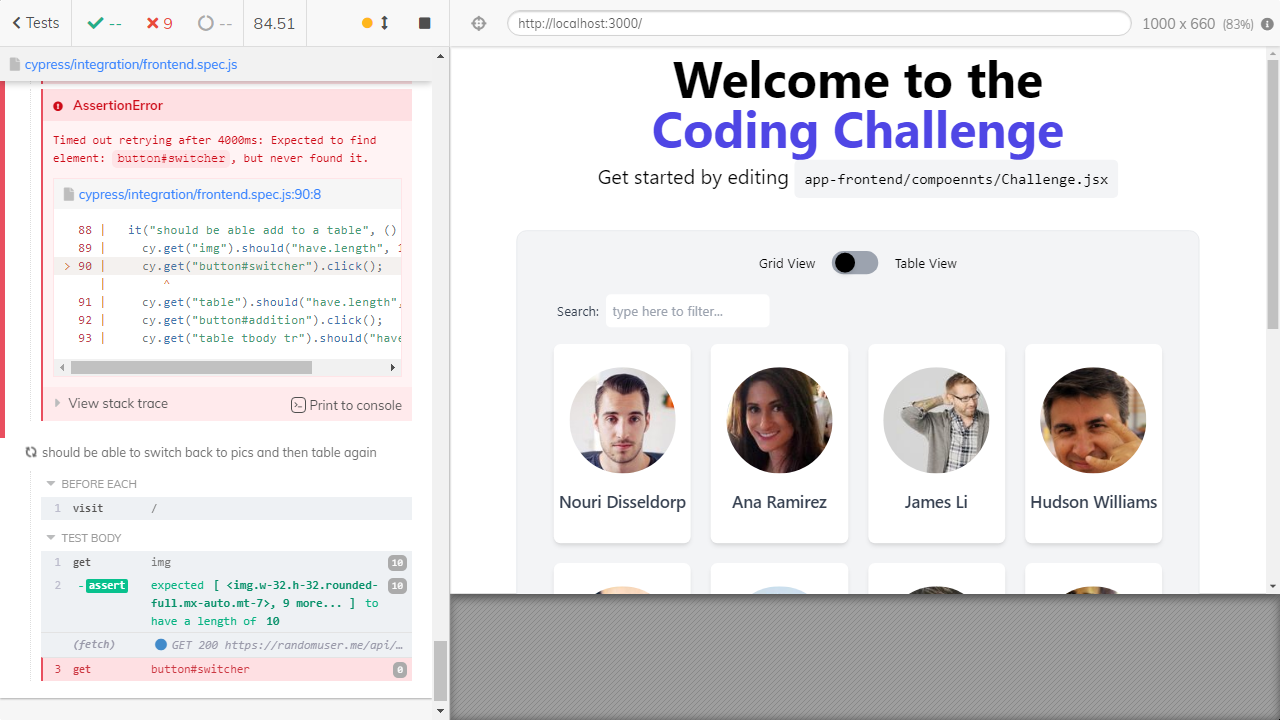 Tests
--
9
--
84.51
http://localhost:3000/
1000 x 660 (83%)
cypress/integration/frontend.spec.js
AssertionError
Timed out retrying after 4000ms: Expected to find
element: button#switcher, but never found it.
cypress/integration/frontend.spec.js:90:8
88 | it("should be able add to a table", ()
89 | cy.get("img").should("have.length", 1
> 90 | cy.get("button#switcher").click();
| ^
91 | cy.get("table").should("have.length",
92 | cy.get("button#addition").click();
93 | cy.get("table tbody tr").should("have
View stack trace
Print to console
should be able to switch back to pics and then table again
BEFORE EACH
1 visit /
TEST BODY
1 get img 10
2 -assert expected [ <img.w-32.h-32.rounded- 10
full.mx-auto.mt-7>, 9 more... ] to
have a length of 10
(fetch) GET 200 https://randomuser.me/api/…
3 get button#switcher 0
Welcome to the
Coding Challenge
Get started by editing app-frontend/compoennts/Challenge.jsx
Grid View
Table View
Search: type here to filter...
Nouri Disseldorp
Ana Ramirez
James Li
Hudson Williams